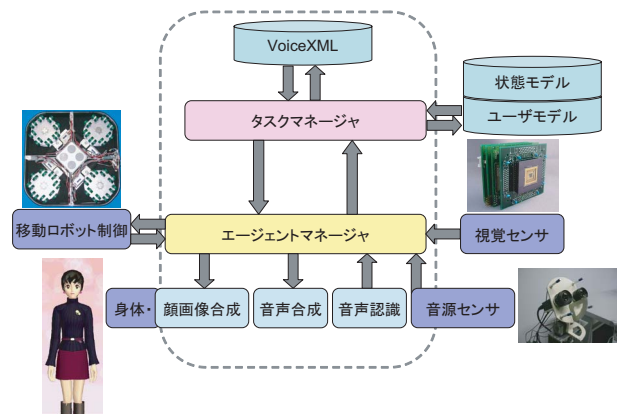 VoiceXML
状態モデル
タスクマネージャ
ユーザモデル
移動ロボット制御
エージェントマネージャ
視覚センサ
身体・顔画像合成
音声合成
音声認識
音源センサ